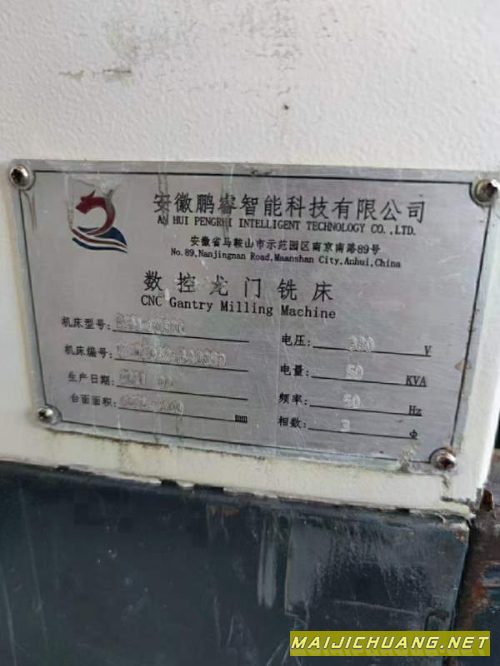 安徽鹏睿智能科技有限公司
AN HUI PENGRUI INTELLIGENT TECHNOLOGY CO.,LTD.
安徽省马鞍山市示范园区南京南路89号
No.89,Nanjingnan Road,Maanshan City,Anhui,China
数控龙门铣床
CNC Gantry Milling Machine
机床型号:
电压: 380 V
机床编号:
电量: 50 KVA
生产日期:
频率: 50 Hz
台面面积: mm
相数: 3 Φ
MAIJICHUANG.NET